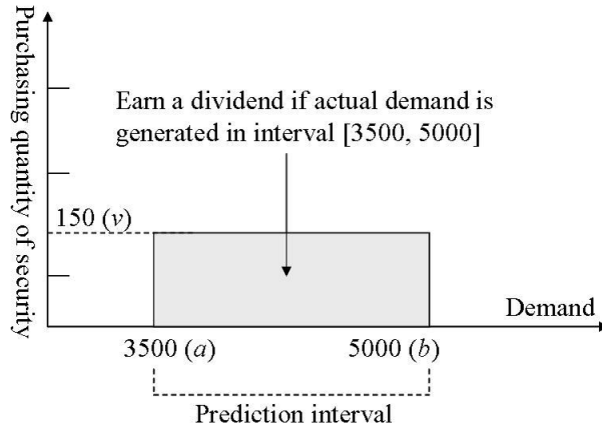 Purchasing quantity of security
Earn a dividend if actual demand is
generated in interval [3500, 5000]
150 (v)
Demand
3500 (a)
5000 (b)
Prediction interval